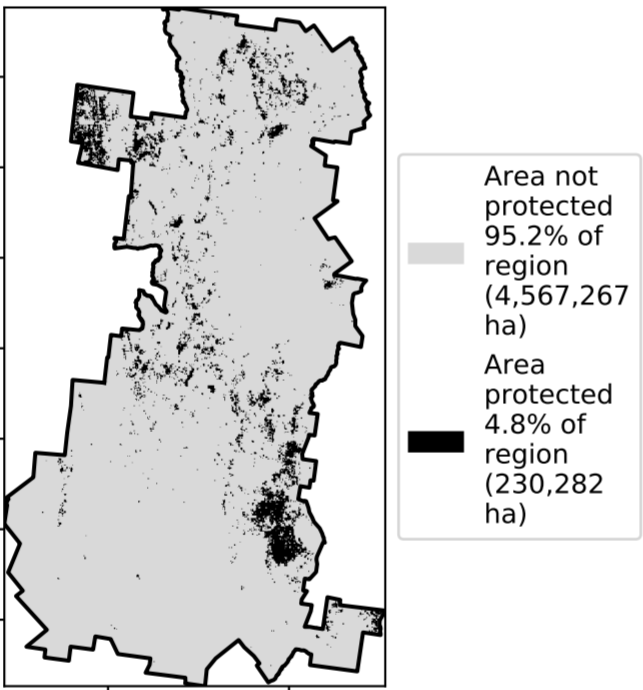 Area not
protected
95.2% of
region
(4,567,267
ha)
Area
protected
4.8% of
region
(230,282
ha)